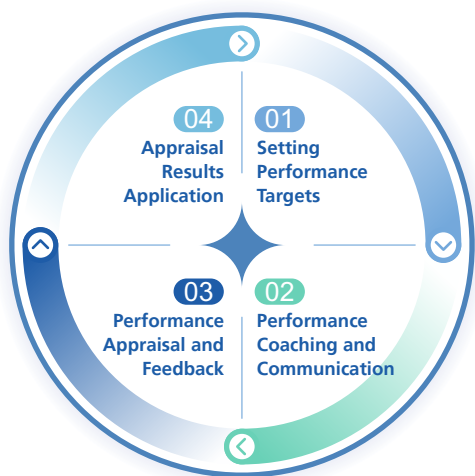 04
Appraisal
Results
Application
01
Setting
Performance
Targets
03
Performance
Appraisal and
Feedback
02
Performance
Coaching and
Communication